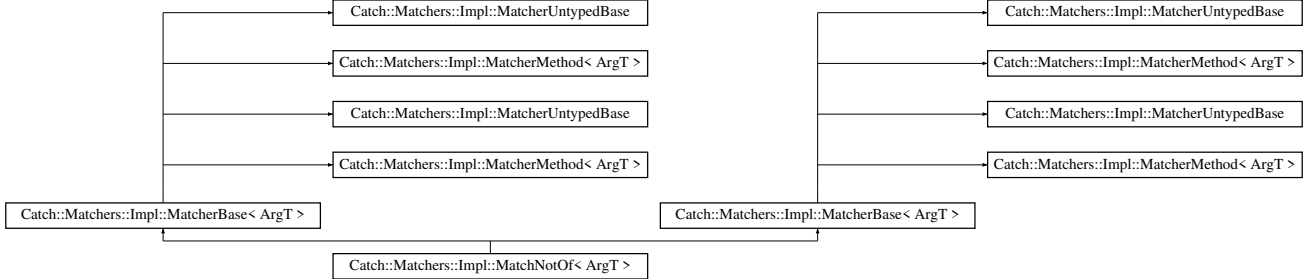 Catch::Matchers::Impl::MatcherUntypedBase
Catch::Matchers::Impl::MatcherUntypedBase
Catch::Matchers::Impl::MatcherMethod< ArgT >
Catch::Matchers::Impl::MatcherMethod< ArgT >
Catch::Matchers::Impl::MatcherUntypedBase
Catch::Matchers::Impl::MatcherUntypedBase
Catch::Matchers::Impl::MatcherMethod< ArgT >
Catch::Matchers::Impl::MatcherMethod< ArgT >
Catch::Matchers::Impl::MatcherBase< ArgT >
Catch::Matchers::Impl::MatcherBase< ArgT >
Catch::Matchers::Impl::MatchNotOf< ArgT >